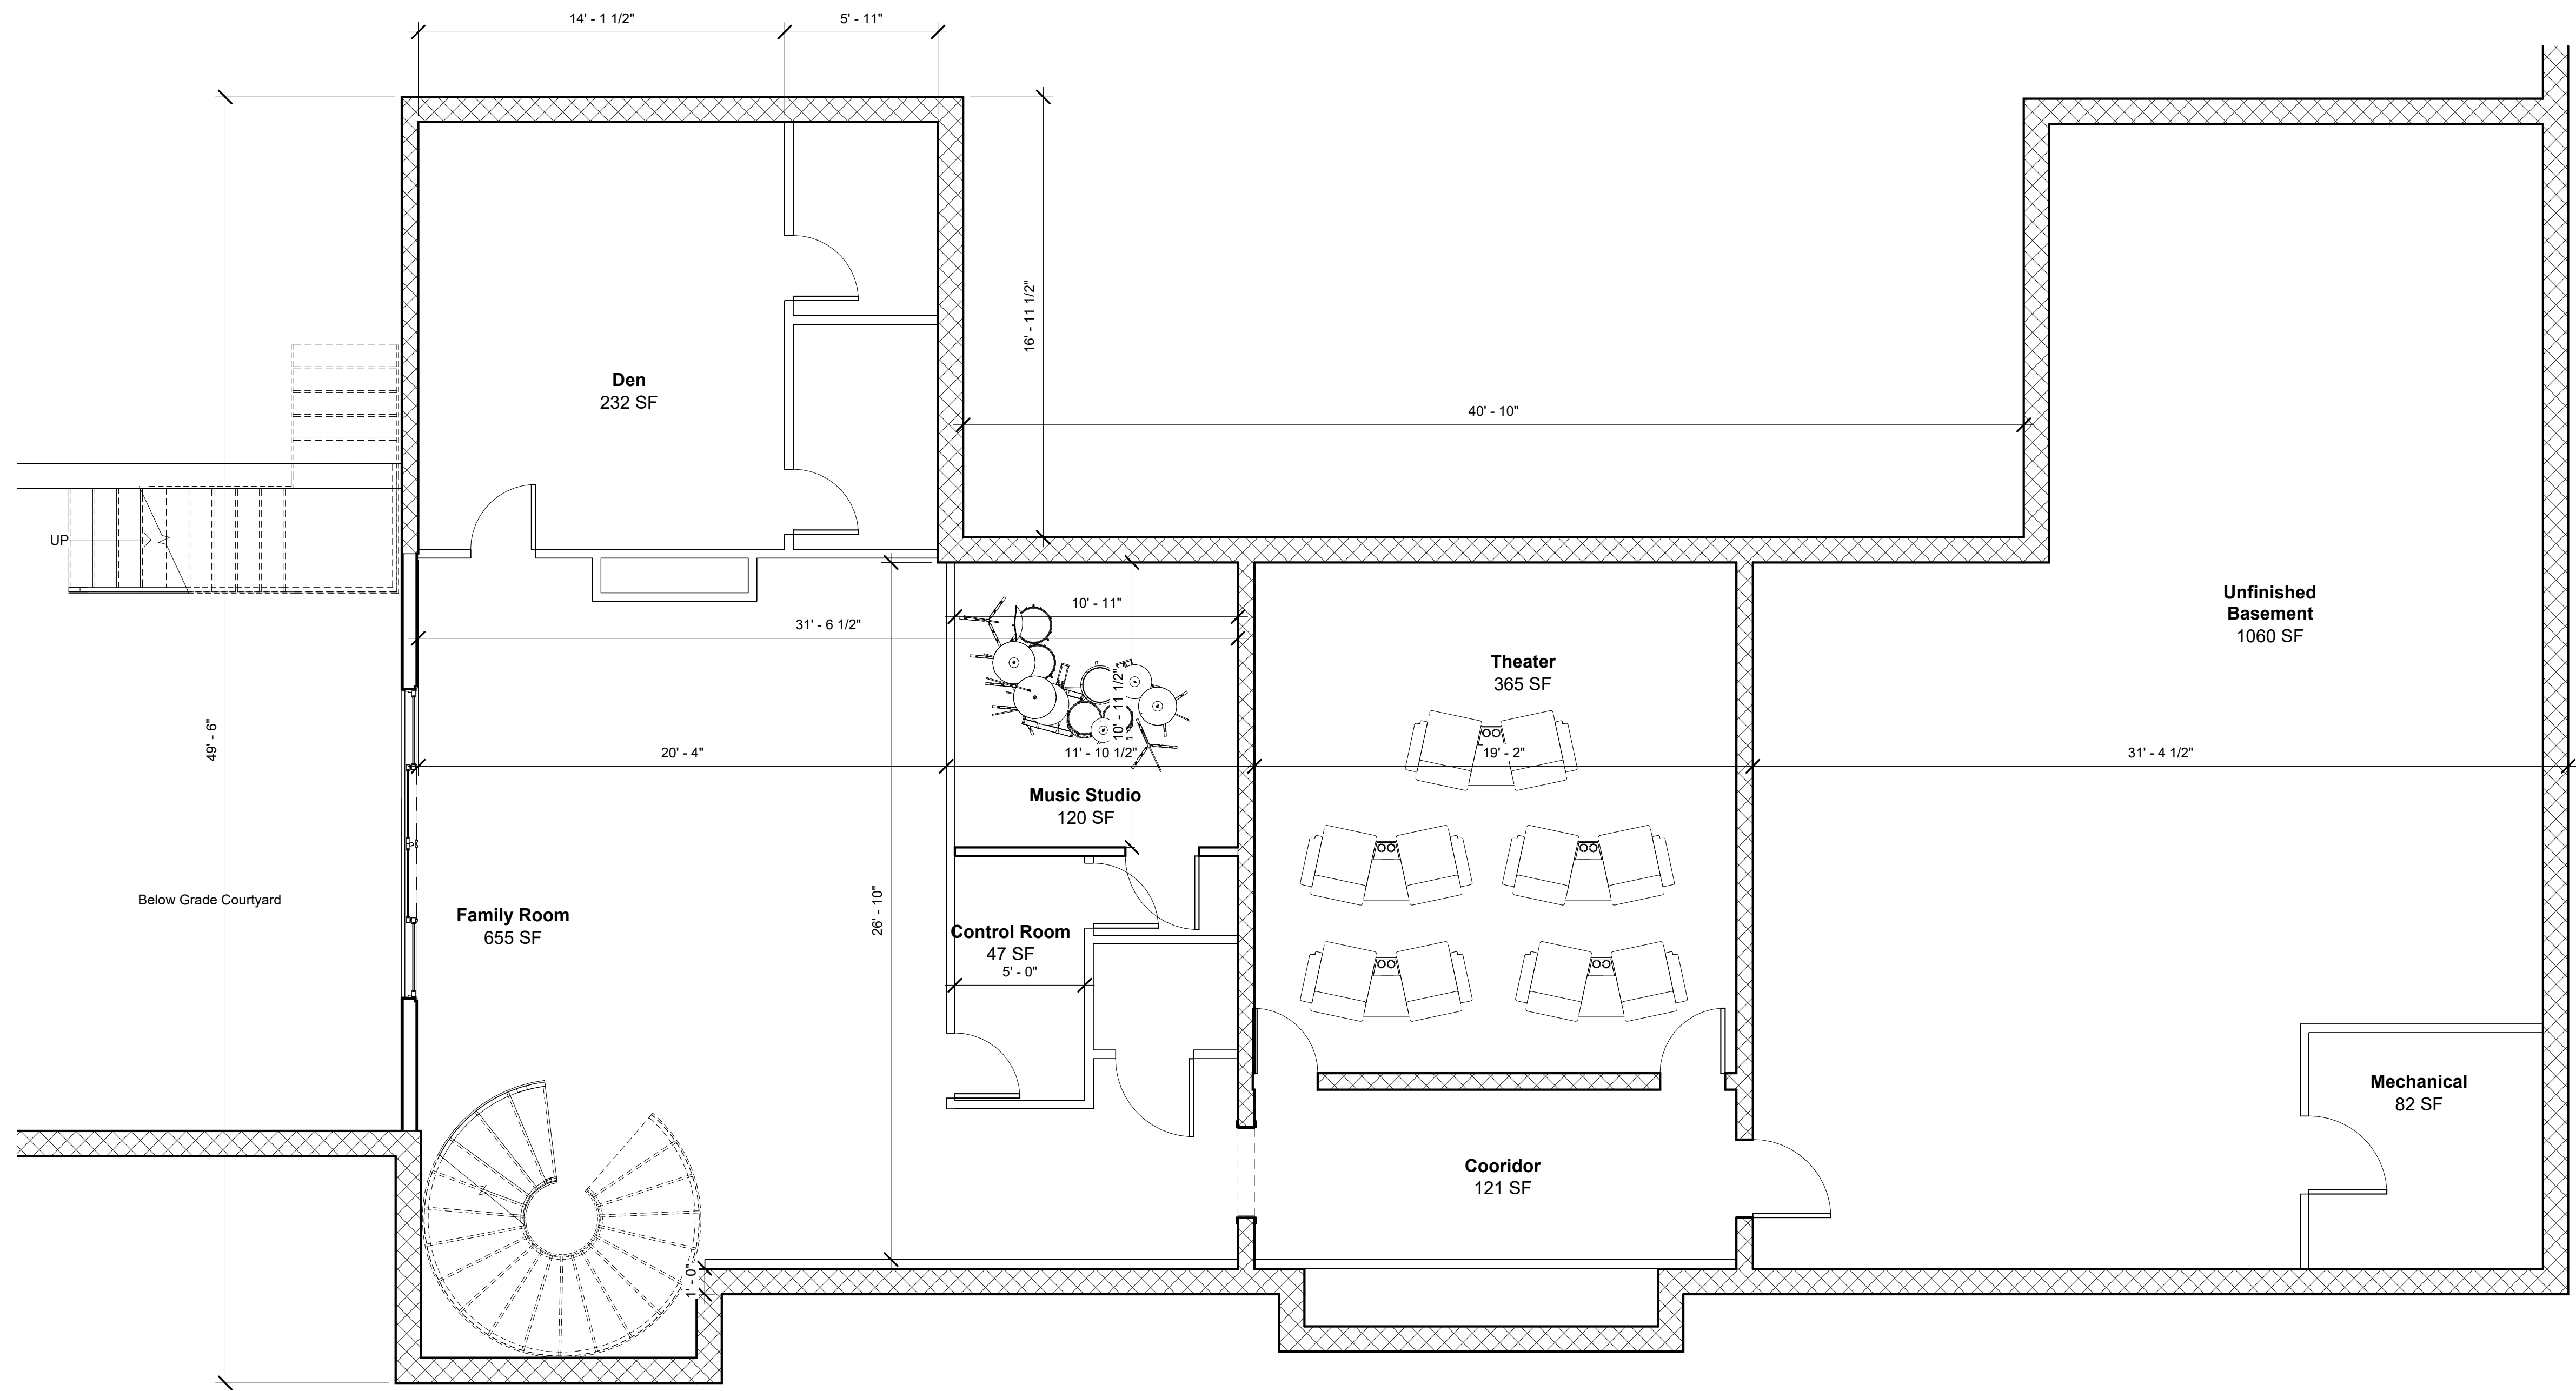 14' - 1 1/2"
5' - 11"
16' - 11 1/2"
Den
232 SF
40' - 10"
UP
Unfinished
Basement
1060 SF
10' - 11"
31' - 6 1/2"
Theater
365 SF
10' - 11 1/2"
49' - 6"
20' - 4"
11' - 10 1/2"
19' - 2"
31' - 4 1/2"
Music Studio
120 SF
Below Grade Courtyard
Family Room
655 SF
26' - 10"
Control Room
47 SF
5' - 0"
Mechanical
82 SF
Cooridor
121 SF
1' - 0"